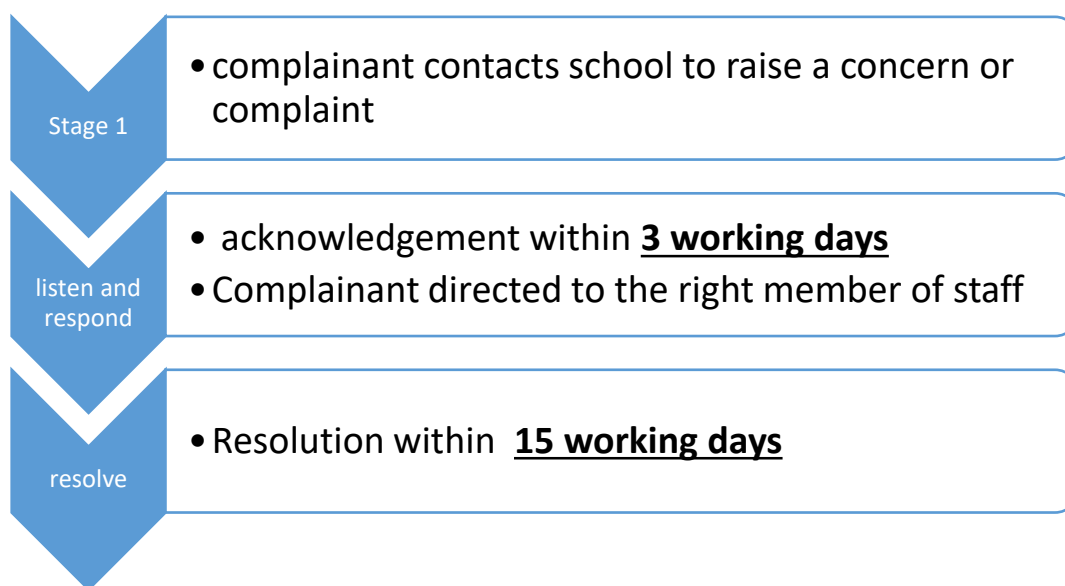 Stage 1
• complainant contacts school to raise a concern or
complaint
listen and
respond
• acknowledgement within 3 working days
• Complainant directed to the right member of staff
resolve
• Resolution within 15 working days